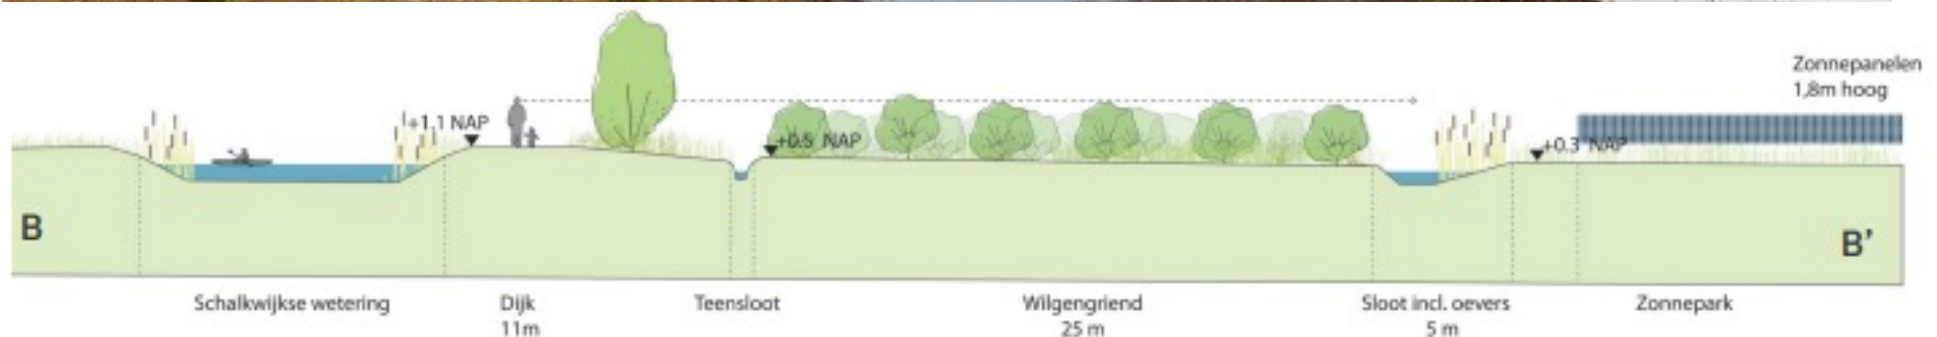 Zonnepanelen
1,8m hoog
+1.1 NAP
+0.5 NAP
+0.3 NAP
B
B'
Schalkwijkse wetering
Dijk
11m
Teensloot
Wilgengriend
25 m
Sloot incl. oevers
5 m
Zonnepark